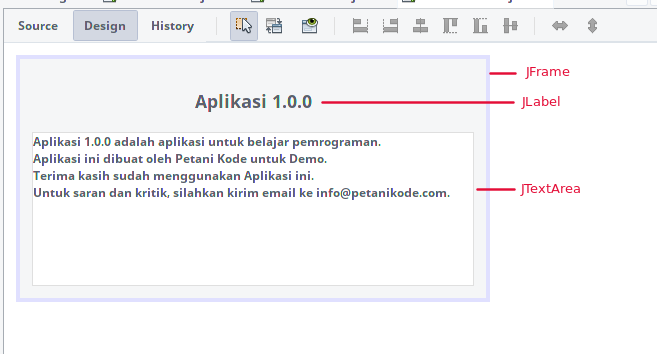 Source Design History
JFrame
Aplikasi 1.0.0
JLabel
Aplikasi 1.0.0 adalah aplikasi untuk belajar pemrograman.
Aplikasi ini dibuat oleh Petani Kode untuk Demo.
Terima kasih sudah menggunakan Aplikasi ini.
Untuk saran dan kritik, silahkan kirim email ke info@petanikode.com.
JTextArea